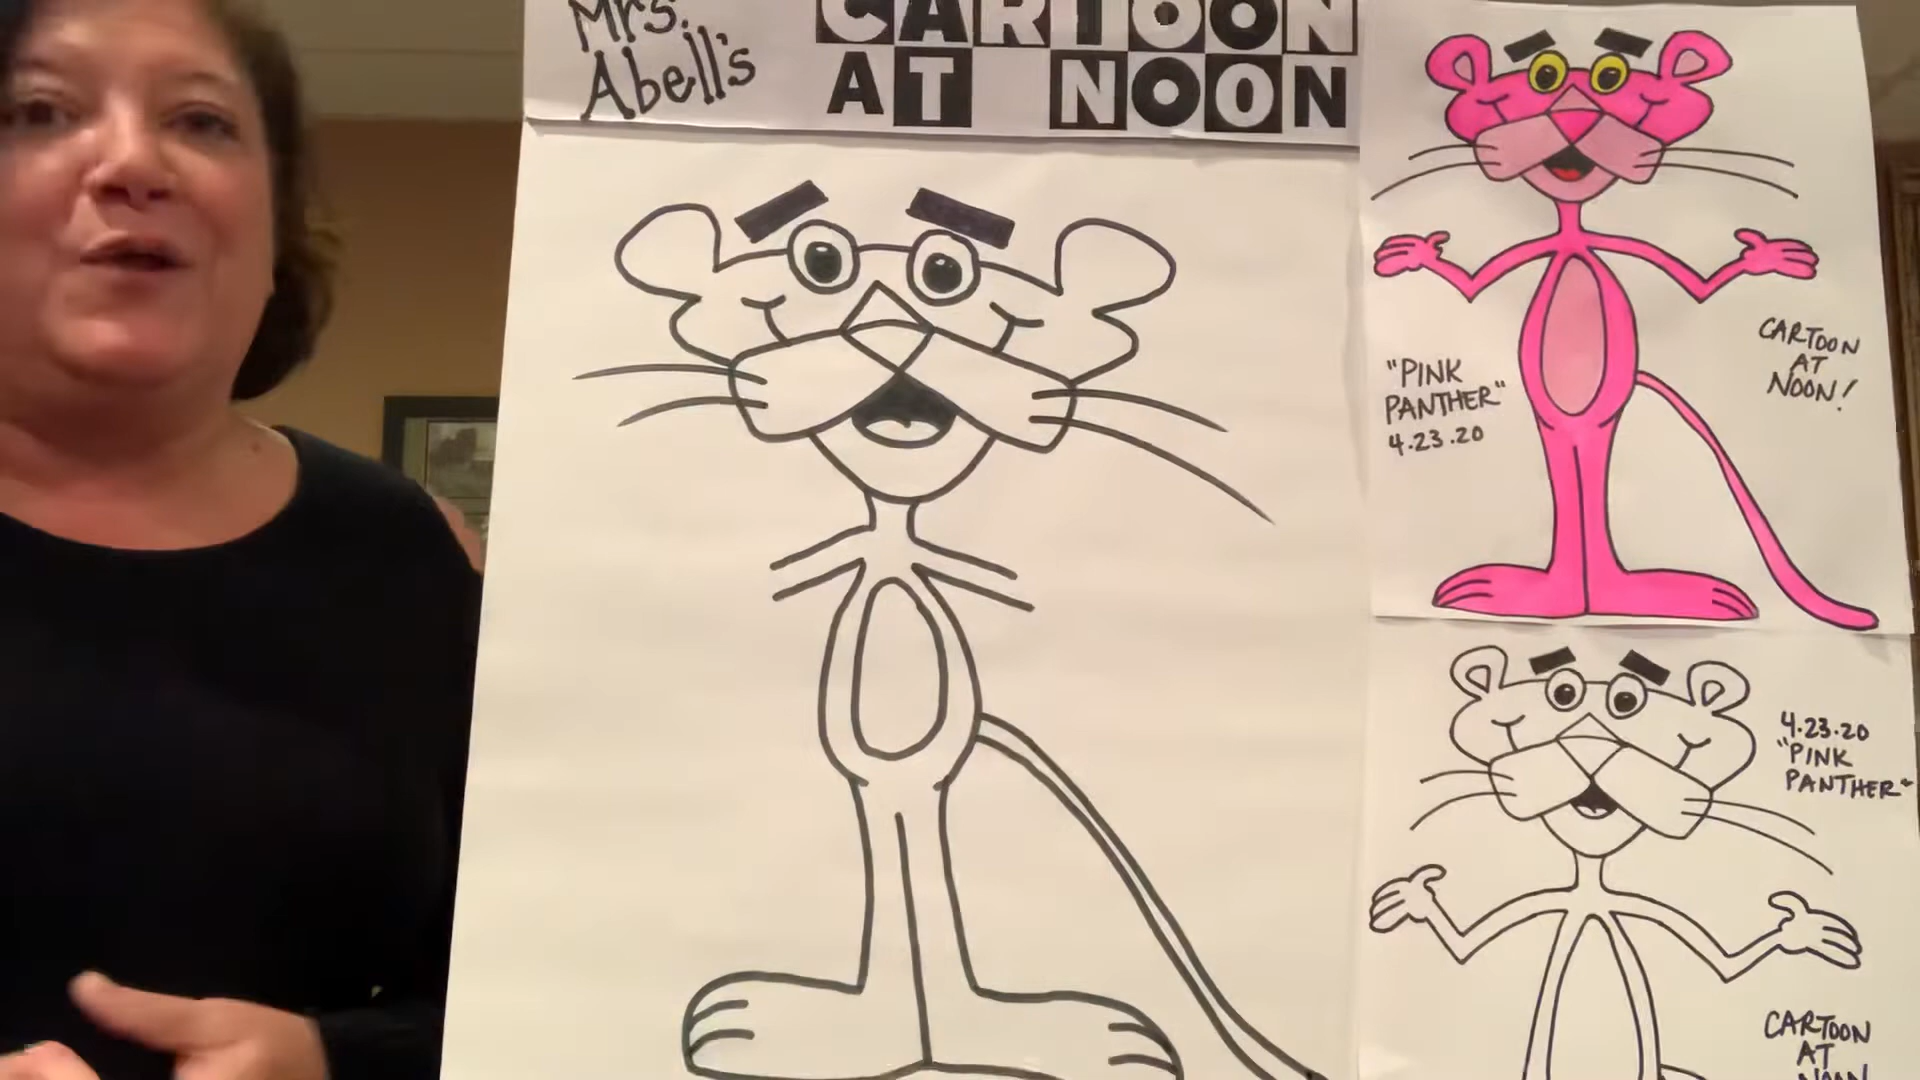 Mrs.
Abell's
CARTOON
AT NOON
"PINK
PANTHER"
4.23.20
CARTOON
AT
NOON!
4.23.20
"PINK
PANTHER"
CARTOON
AT
NOON